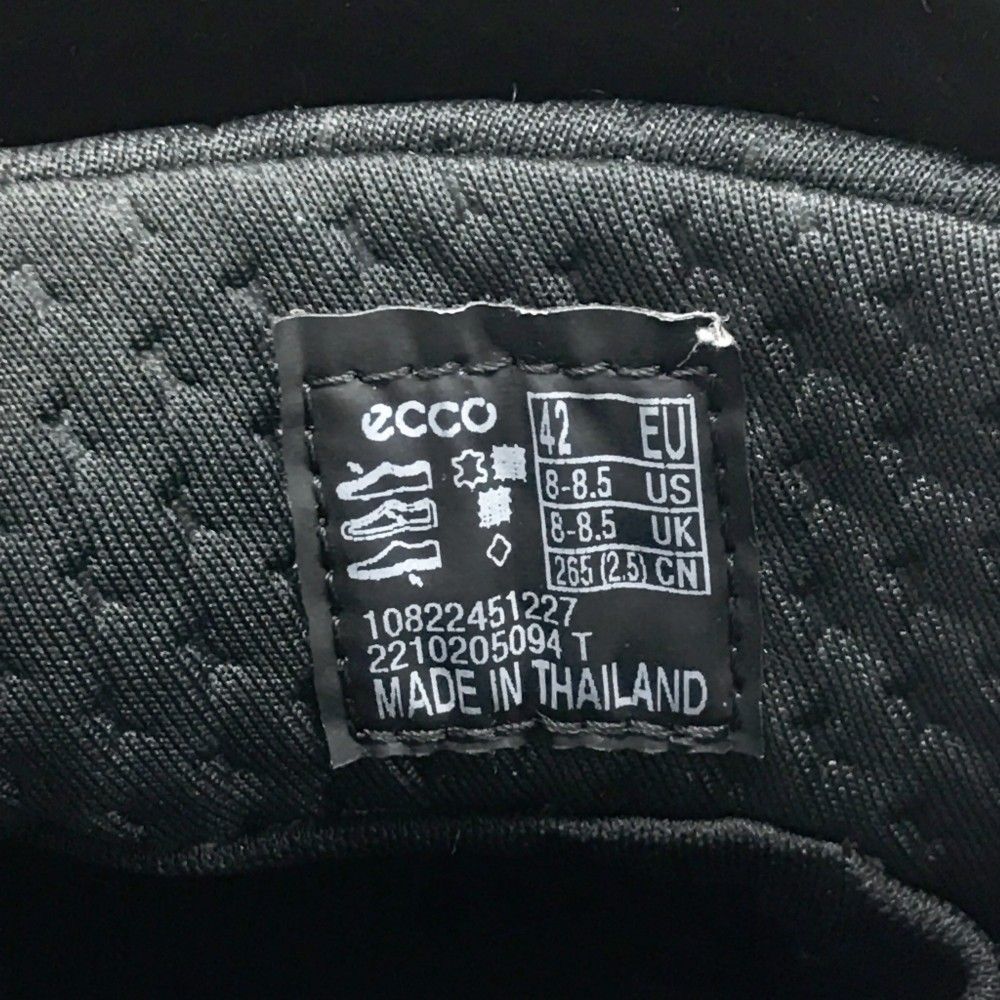 ecco
42 EU
8-8.5 US
8-8.5 UK
265 (2.5) CN
10822451227
2210205094 T
MADE IN THAILAND